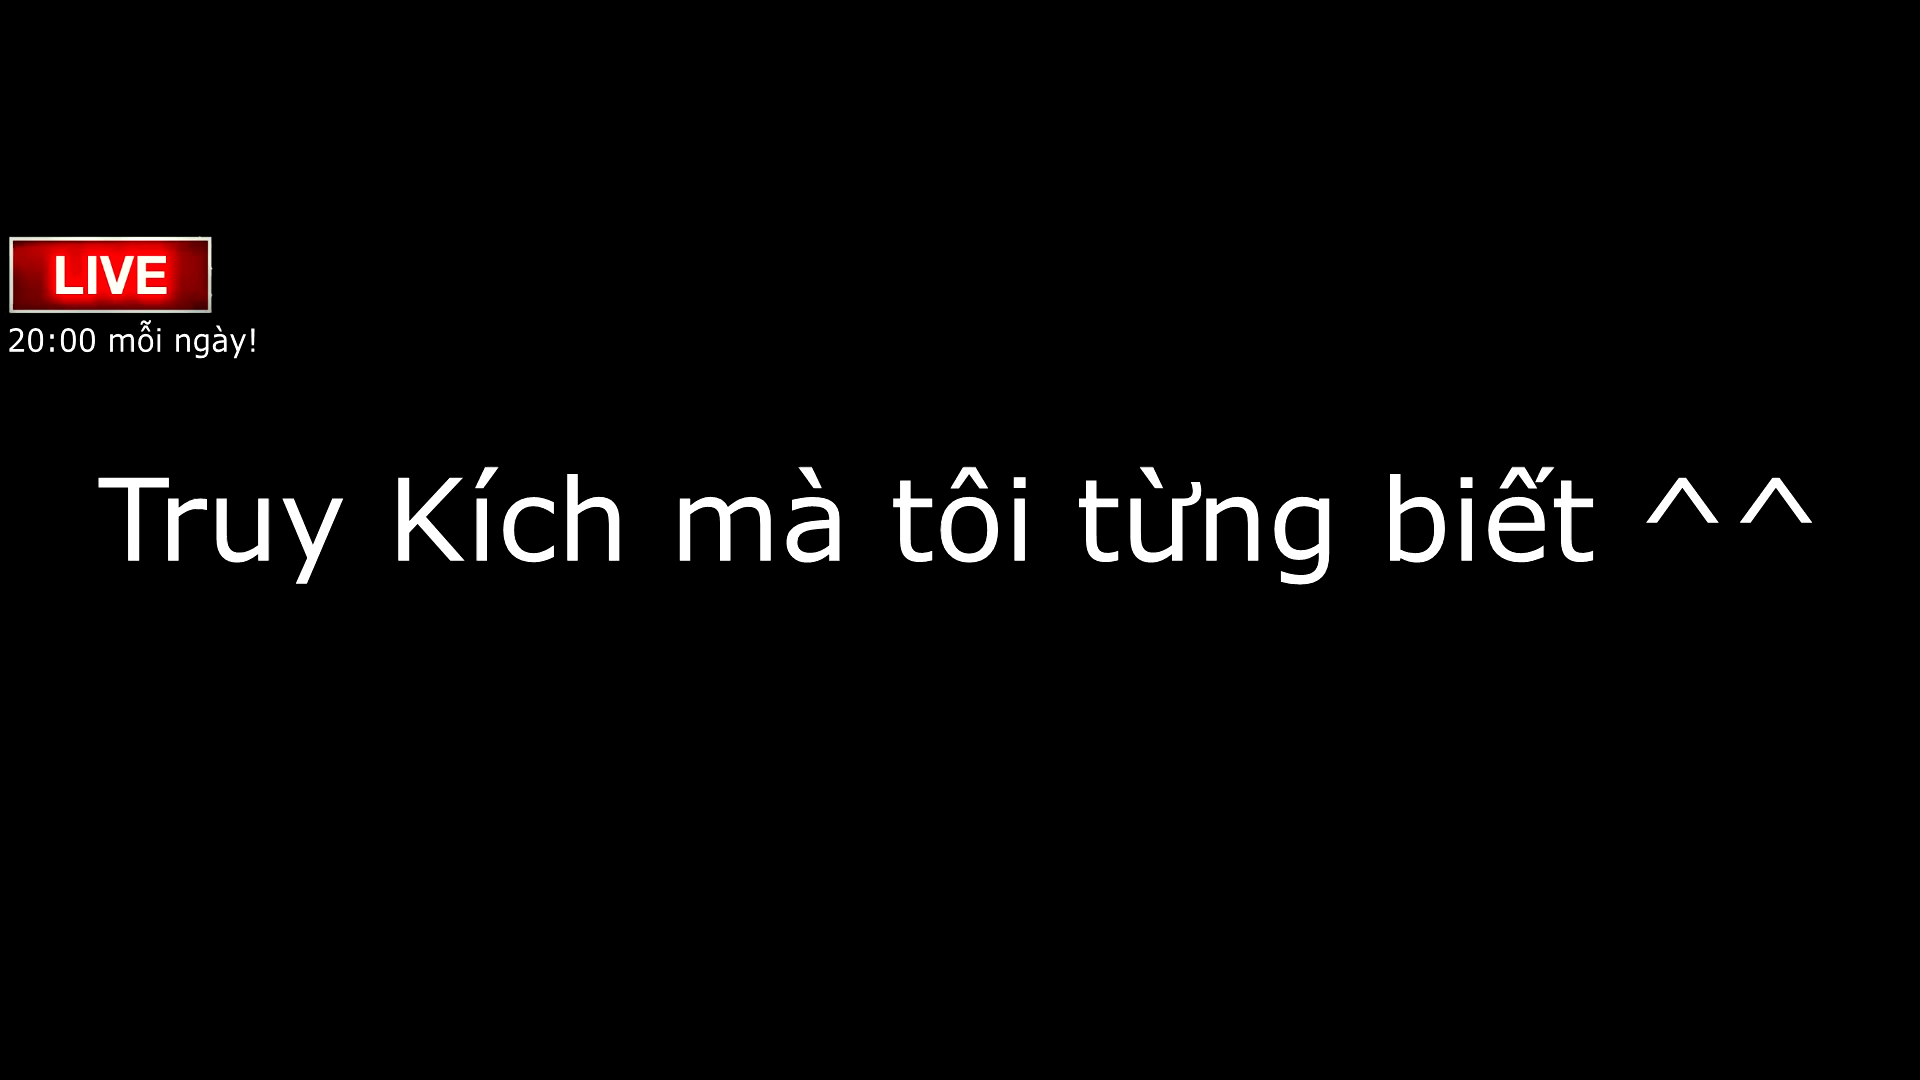 LIVE
20:00 mỗi ngày!
Truy Kích mà tôi từng biết ^^